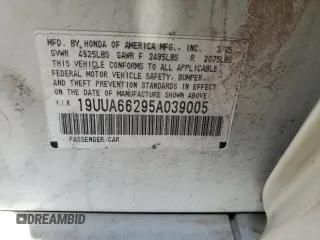 MFD. BY HONDA OF AMERICA MFG., INC. 3/05
GVWR 4525LBS GAWR F 2495LBS R 2075LBS
THIS VEHICLE CONFORMS TO ALL APPLICABLE
FEDERAL MOTOR VEHICLE SAFETY, BUMPER,
AND THEFT PREVENTION STANDARDS IN EFFECT
ON THE DATE OF MANUFACTURE SHOWN ABOVE.
V.I.N. 19UUA66295A039005
PASSENGER CAR
DREAMBID